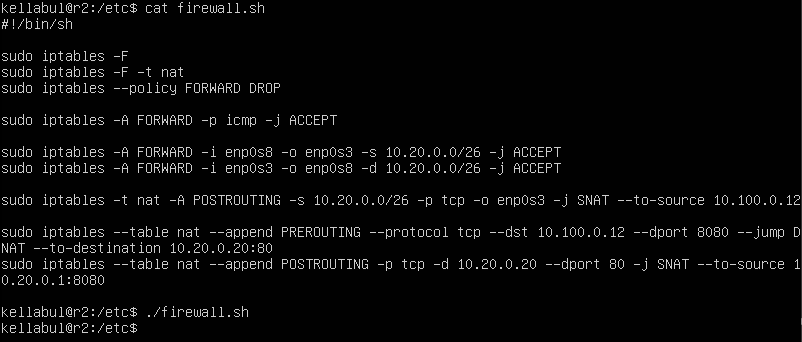 kellabul@r2:/etc$ cat firewall.sh
#!/bin/sh
sudo iptables -F
sudo iptables -F -t nat
sudo iptables --policy FORWARD DROP
sudo iptables -A FORWARD -p icmp -j ACCEPT
sudo iptables -A FORWARD -i enp0s8 -o enp0s3 -s 10.20.0.0/26 -j ACCEPT
sudo iptables -A FORWARD -i enp0s3 -o enp0s8 -d 10.20.0.0/26 -j ACCEPT
sudo iptables -t nat -A POSTROUTING -s 10.20.0.0/26 -p tcp -o enp0s3 -j SNAT --to-source 10.100.0.12
sudo iptables --table nat --append PREROUTING --protocol tcp --dst 10.100.0.12 --dport 8080 --jump D
NAT --to-destination 10.20.0.20:80
sudo iptables --table nat --append POSTROUTING -p tcp -d 10.20.0.20 --dport 80 -j SNAT --to-source 1
0.20.0.1:8080
kellabul@r2:/etc$ ./firewall.sh
kellabul@r2:/etc$